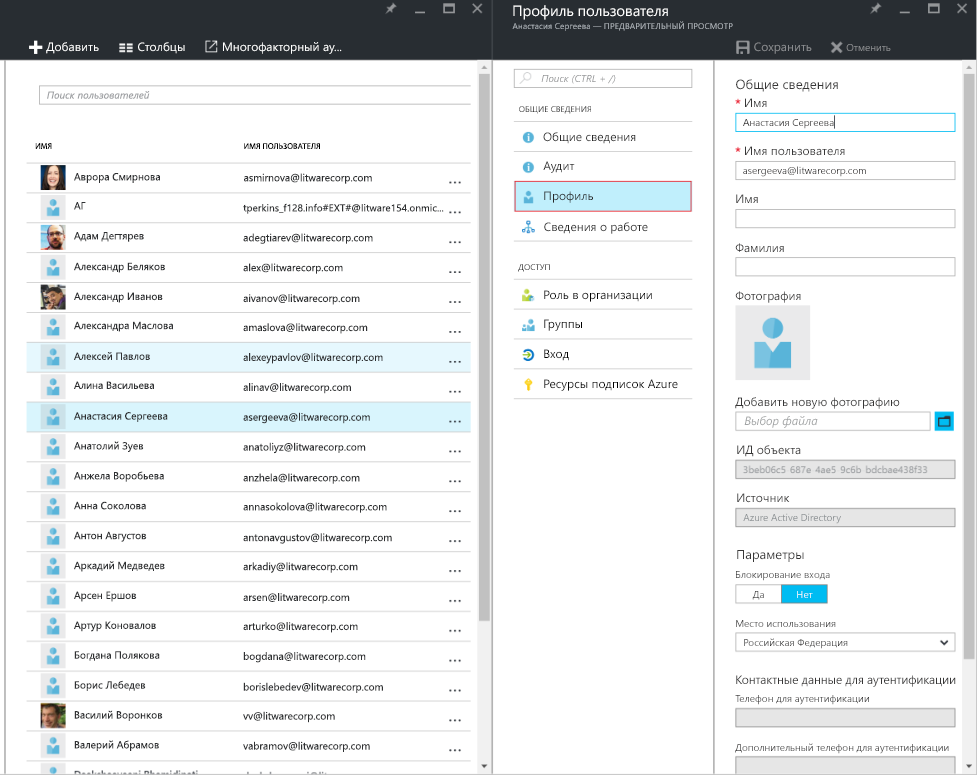 Добавить
Столбцы
Многофакторный ау...
Поиск пользователей
ИМЯ ИМЯ ПОЛЬЗОВАТЕЛЯ
Аврора Смирнова asmirnova@litwarecorp.com ...
АГ tperkins_f128.info#EXT#@litware154.onmic... ...
Адам Дегтярев adegtiarev@litwarecorp.com ...
Александр Беляков alex@litwarecorp.com ...
Александр Иванов aivanov@litwarecorp.com ...
Александра Маслова amaslova@litwarecorp.com ...
Алексей Павлов alexeypavlov@litwarecorp.com ...
Алина Васильева alinav@litwarecorp.com ...
Анастасия Сергеева asergeeva@litwarecorp.com ...
Анатолий Зуев anatoliyz@litwarecorp.com ...
Анжела Воробьева anzhela@litwarecorp.com ...
Анна Соколова annasokolova@litwarecorp.com ...
Антон Августов antonavgustov@litwarecorp.com ...
Аркадий Медведев arkadiy@litwarecorp.com ...
Арсен Ершов arsen@litwarecorp.com ...
Артур Коновалов arturko@litwarecorp.com ...
Богдана Полякова bogdana@litwarecorp.com ...
Борис Лебедев borislebedev@litwarecorp.com ...
Василий Воронков vv@litwarecorp.com ...
Валерий Абрамов vabramov@litwarecorp.com ...
Профиль пользователя
Анастасия Сергеева — ПРЕДВАРИТЕЛЬНЫЙ ПРОСМОТР
Сохранить
Отменить
Поиск (CTRL + /)
ОБЩИЕ СВЕДЕНИЯ
Общие сведения
Аудит
Профиль
Сведения о работе
ДОСТУП
Роль в организации
Группы
Вход
Ресурсы подписок Azure
Общие сведения
* Имя
Анастасия Сергеева
* Имя пользователя
asergeeva@litwarecorp.com
Имя
Фамилия
Фотография
Добавить новую фотографию
Выбор файла
ИД объекта
3beb06c5 687e 4ae5 9c6b bdcbae438f33
Источник
Azure Active Directory
Параметры
Блокирование входа
Да Нет
Место использования
Российская Федерация
Контактные данные для аутентификации
Телефон для аутентификации
Дополнительный телефон для аутентификации